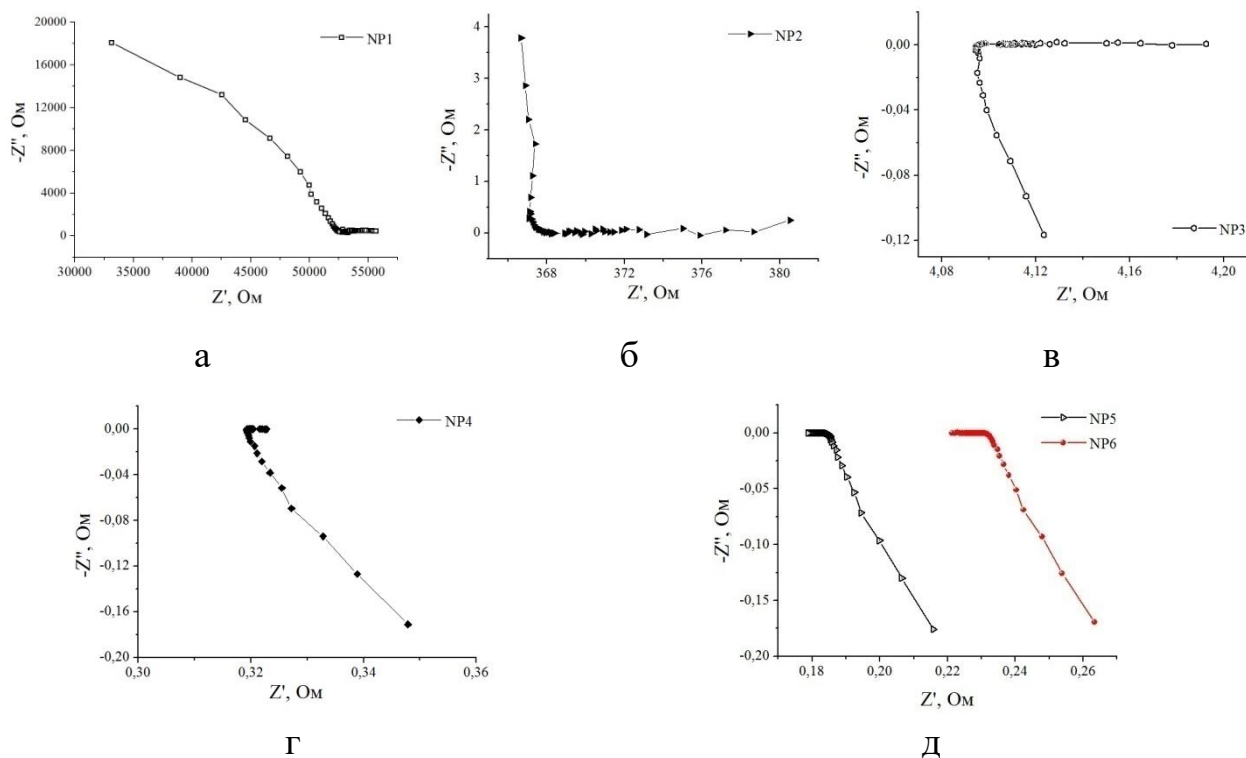 20000
16000
12000
8000
4000
0
-Z", Ом
30000 35000 40000 45000 50000 55000
Z', Ом
NP1
а
4
3
2
1
0
-Z", Ом
368 372 376 380
Z', Ом
NP2
б
0,00
-0,04
-0,08
-0,12
-Z", Ом
4,08 4,12 4,16 4,20
Z', Ом
NP3
в
0,00
-0,04
-0,08
-0,12
-0,16
-0,20
-Z", Ом
0,30 0,32 0,34 0,36
Z', Ом
NP4
г
0,00
-0,05
-0,10
-0,15
-0,20
-Z", Ом
0,18 0,20 0,22 0,24 0,26
Z', Ом
NP5
NP6
д